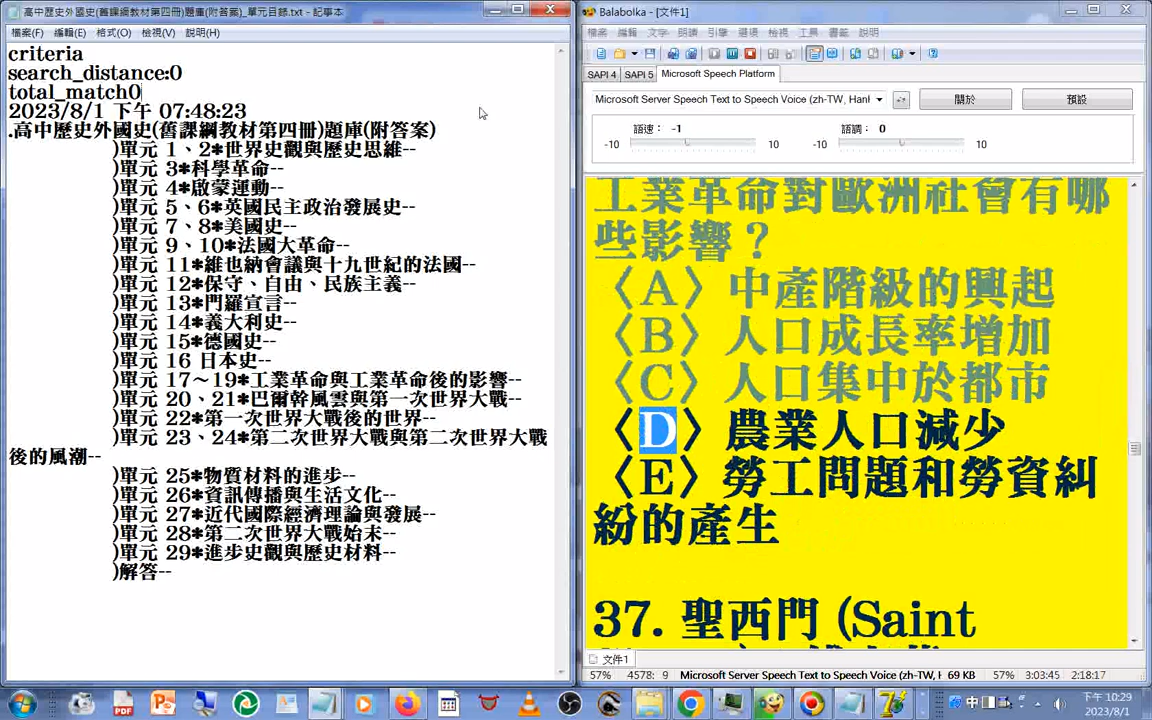 高中歷史外國史(舊課綱教材第四冊)題庫(附答案)_單元目錄.txt - 記事本
檔案(F) 編輯(E) 格式(O) 檢視(V) 說明(H)
criteria
search_distance:0
total_match0
2023/8/1 下午 07:48:23
.高中歷史外國史(舊課綱教材第四冊)題庫(附答案)
)單元 1、2*世界史觀與歷史思維--
)單元 3*科學革命--
)單元 4*啟蒙運動--
)單元 5、6*英國民主政治發展史--
)單元 7、8*美國史--
)單元 9、10*法國大革命--
)單元 11*維也納會議與十九世紀的法國--
)單元 12*保守、自由、民族主義--
)單元 13*門羅宣言--
)單元 14*義大利史--
)單元 15*德國史--
)單元 16 日本史--
)單元 17～19*工業革命與工業革命後的影響--
)單元 20、21*巴爾幹風雲與第一次世界大戰--
)單元 22*第一次世界大戰後的世界--
)單元 23、24*第二次世界大戰與第二次世界大戰
後的風潮--
)單元 25*物質材料的進步--
)單元 26*資訊傳播與生活文化--
)單元 27*近代國際經濟理論與發展--
)單元 28*第二次世界大戰始末--
)單元 29*進步史觀與歷史材料--
)解答--
Balabolka - [文件1]
檔案 編輯 文字 朗讀 引擎 選項 檢視 工具 書籤 說明
SAPI 4 SAPI 5 Microsoft Speech Platform
Microsoft Server Speech Text to Speech Voice (zh-TW, Hanl
關於 預設
語速： -1 語調： 0
-10 10 -10 10
工業革命對歐洲社會有哪
些影響？
〈A〉 中產階級的興起
〈B〉 人口成長率增加
〈C〉 人口集中於都市
〈D〉 農業人口減少
〈E〉 勞工問題和勞資糾
紛的產生
37. 聖西門 (Saint
文件1
57% 4578: 9 Microsoft Server Speech Text to Speech Voice (zh-TW, H 69 KB 57% 3:03:45 2:18:17
中
下午 10:29
2023/8/1